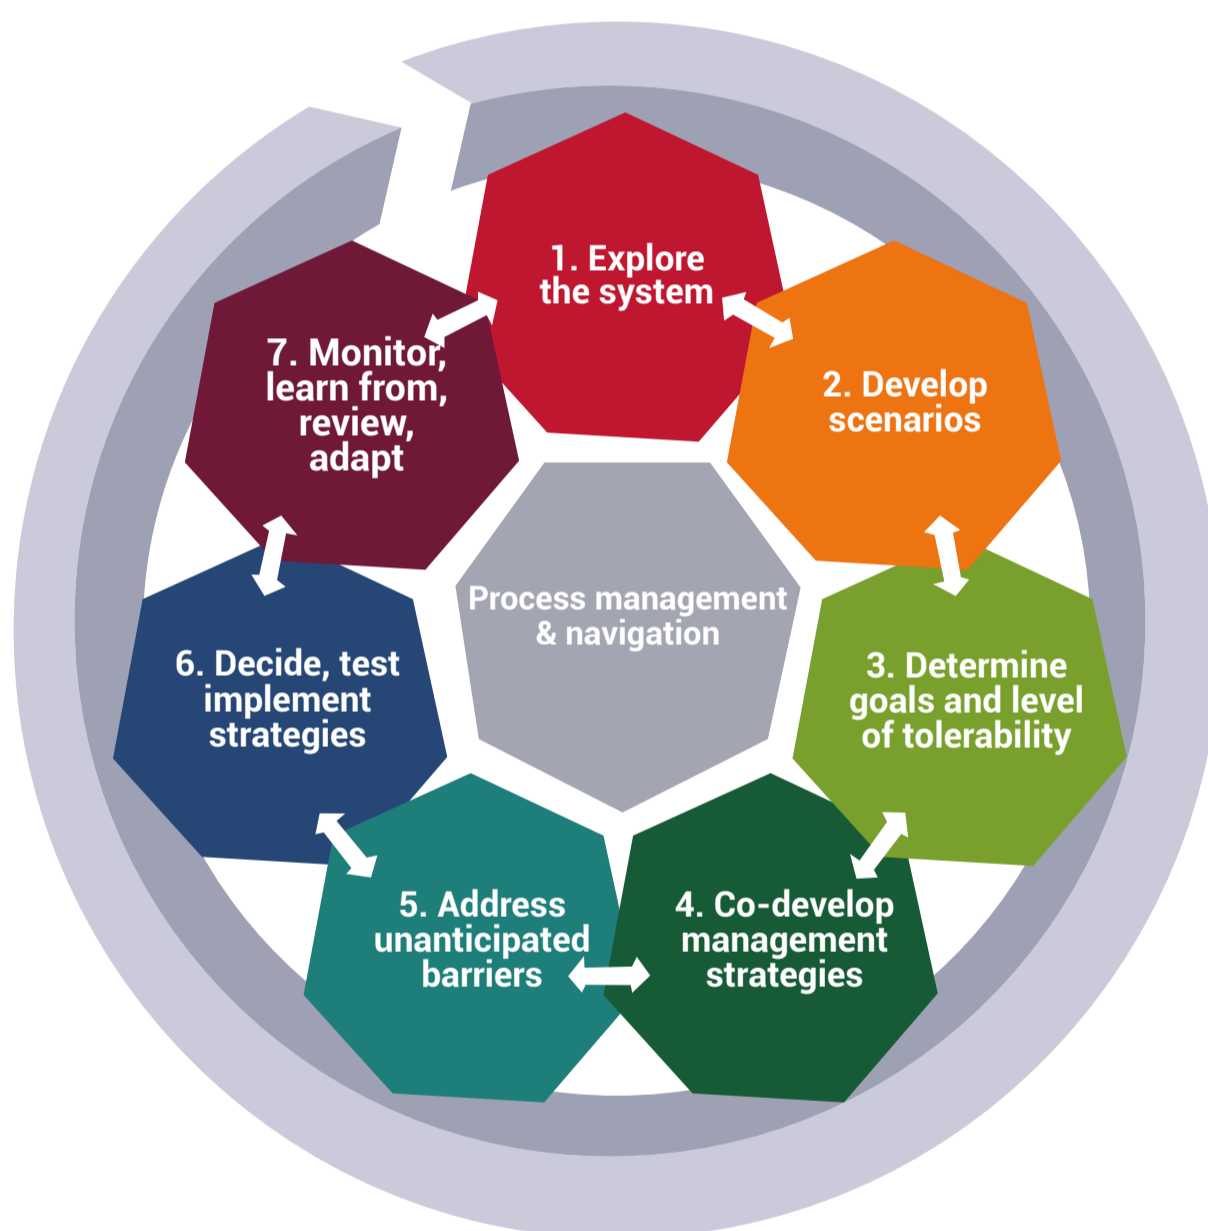 1. Explore
the system
2. Develop
scenarios
3. Determine
goals and level
of tolerability
4. Co-develop
management
strategies
5. Address
unanticipated
barriers
6. Decide, test
implement
strategies
7. Monitor,
learn from,
review,
adapt
Process management
& navigation